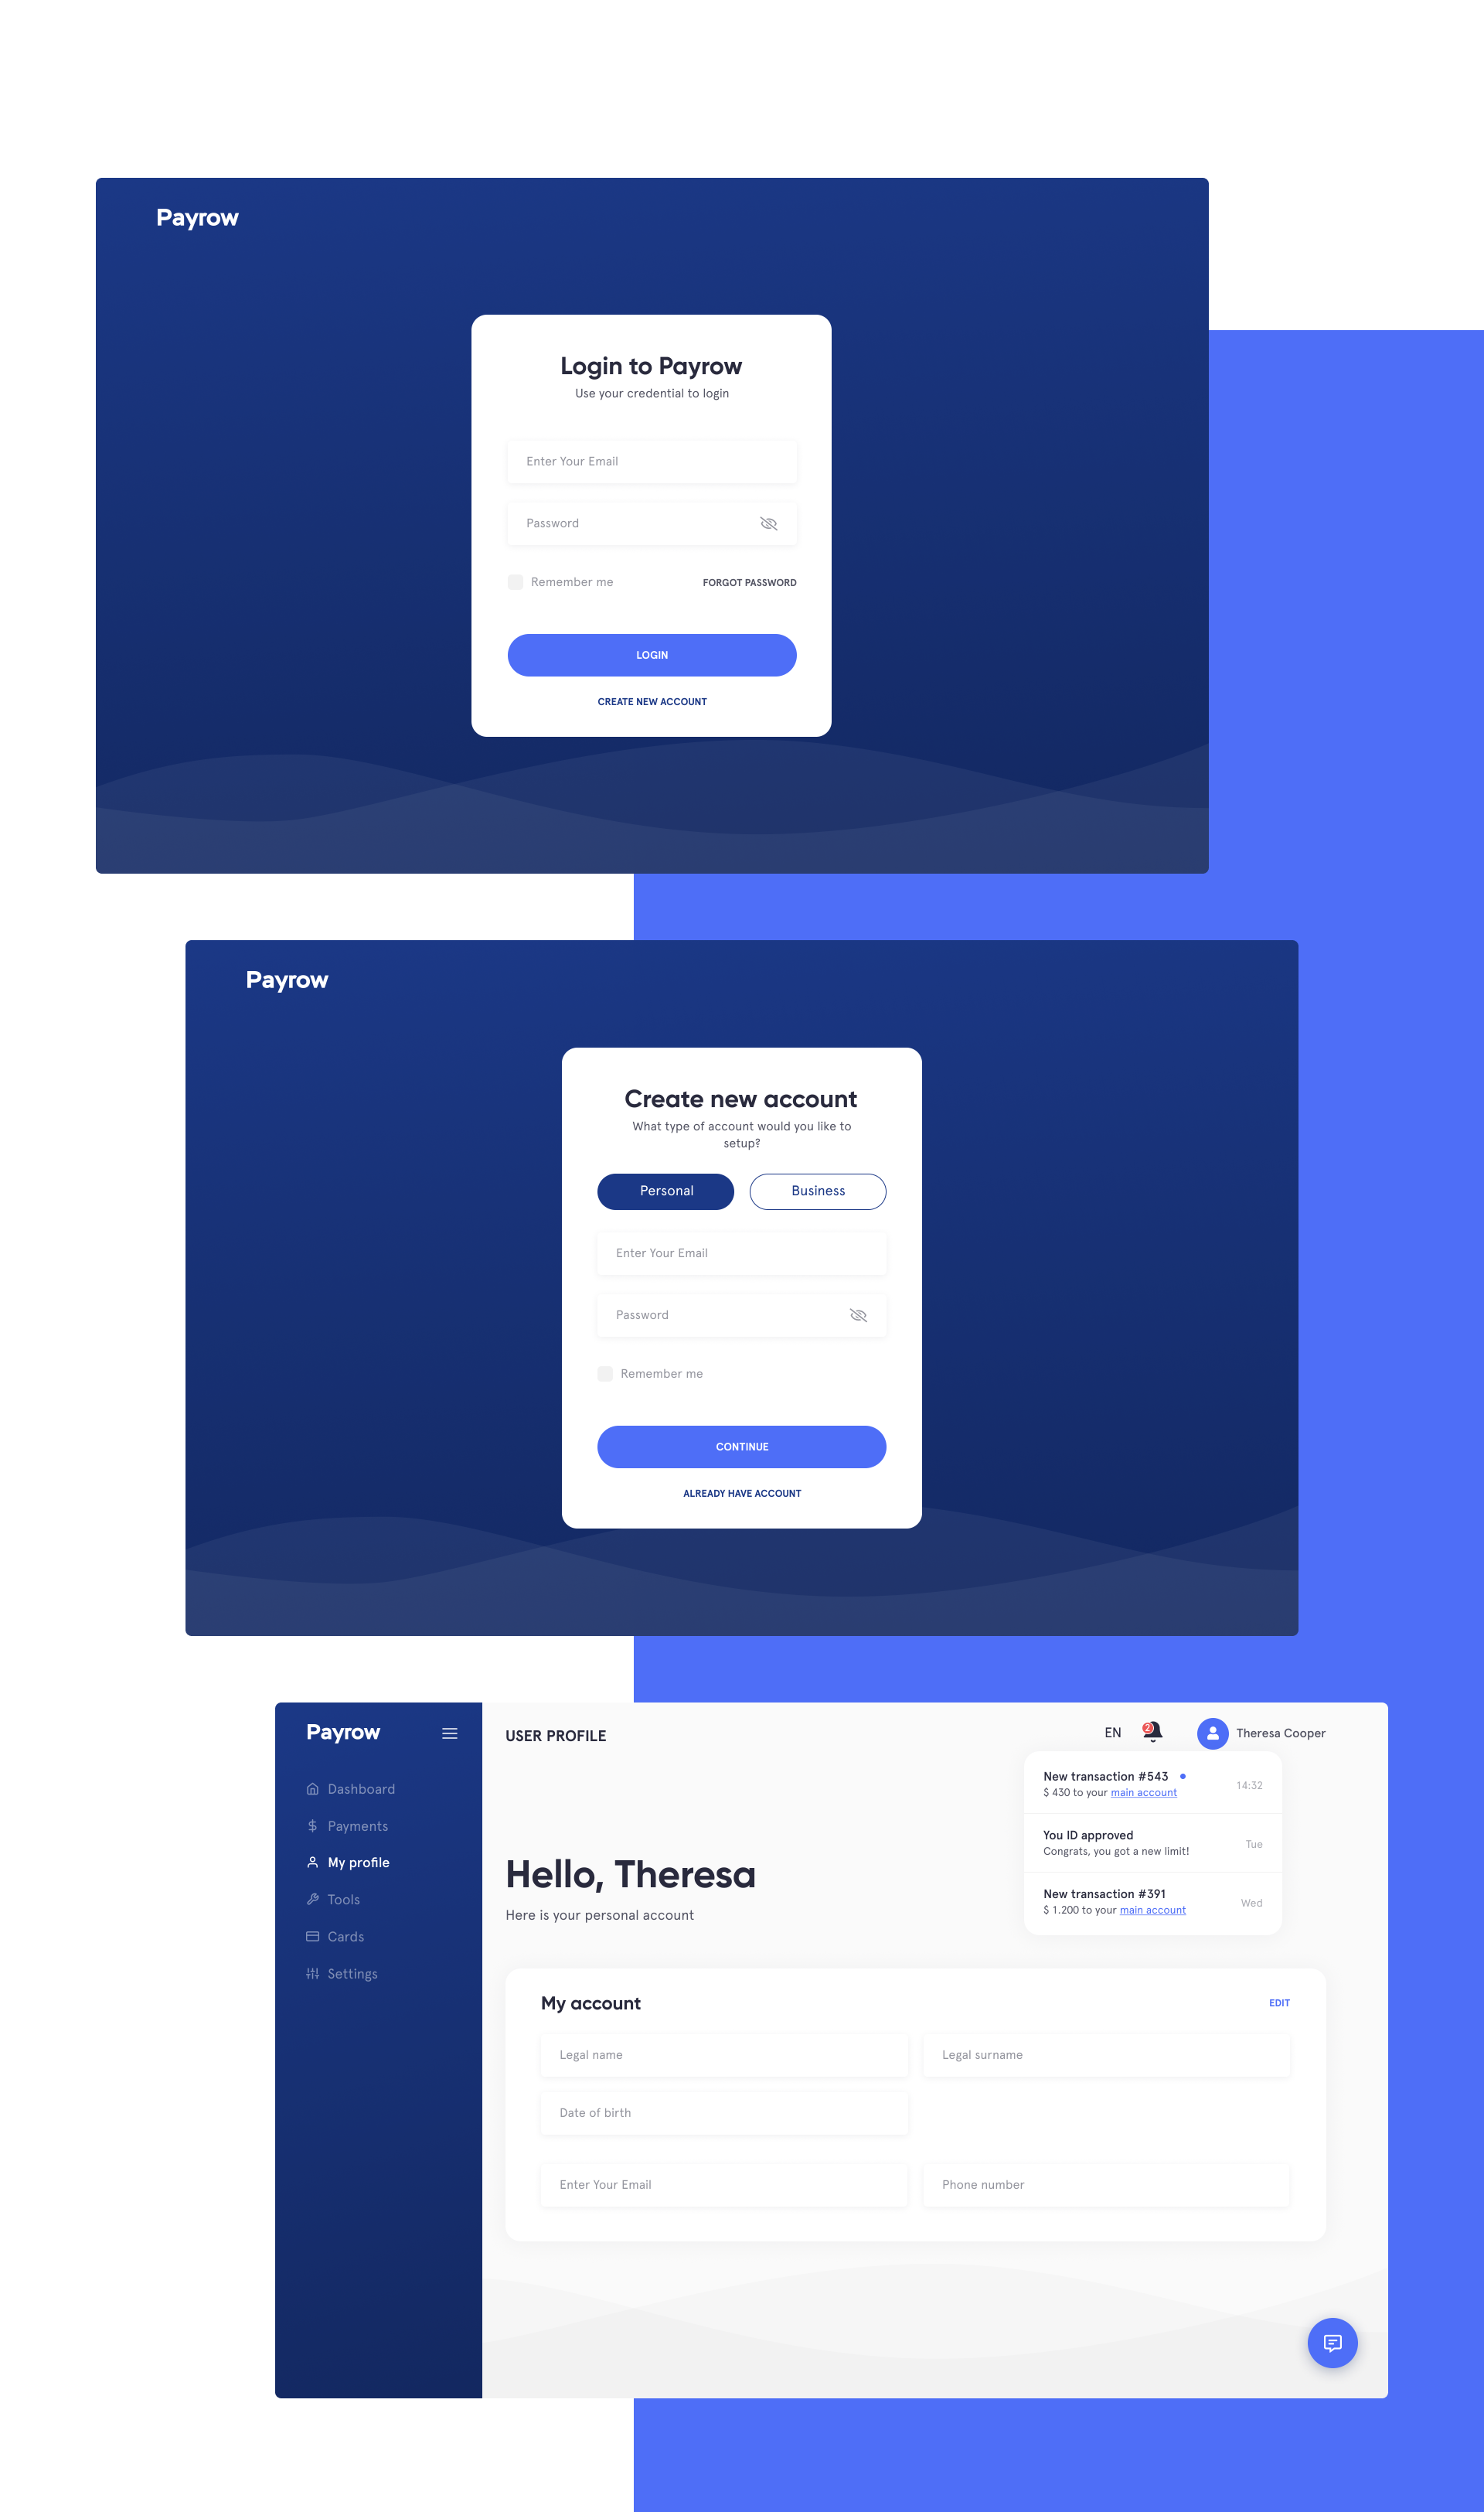 Payrow
Login to Payrow
Use your credential to login
Enter Your Email
Password
Remember me
FORGOT PASSWORD
LOGIN
CREATE NEW ACCOUNT
Payrow
Create new account
What type of account would you like to
setup?
Personal
Business
Enter Your Email
Password
Remember me
CONTINUE
ALREADY HAVE ACCOUNT
Payrow
Dashboard
Payments
My profile
Tools
Cards
Settings
USER PROFILE
EN
2
Theresa Cooper
New transaction #543
$ 430 to your main account
14:32
You ID approved
Congrats, you got a new limit!
Tue
New transaction #391
$ 1.200 to your main account
Wed
Hello, Theresa
Here is your personal account
My account
EDIT
Legal name
Legal surname
Date of birth
Enter Your Email
Phone number